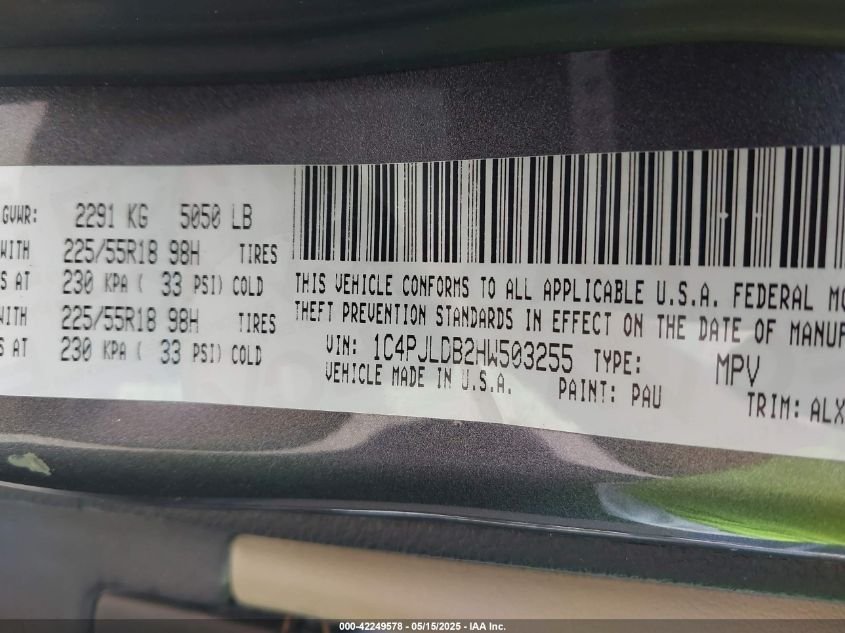 GVWR: 2291 KG 5050 LB
WITH 225/55R18 98H TIRES
S AT 230 KPA ( 33 PSI) COLD
WITH 225/55R18 98H TIRES
S AT 230 KPA ( 33 PSI) COLD
THIS VEHICLE CONFORMS TO ALL APPLICABLE U.S.A. FEDERAL MO
THEFT PREVENTION STANDARDS IN EFFECT ON THE DATE OF MANUF
VIN: 1C4PJLDB2HW503255 TYPE: MPV
VEHICLE MADE IN U.S.A. PAINT: PAU TRIM: ALX
000-42249578 - 05/15/2025 - IAA Inc.